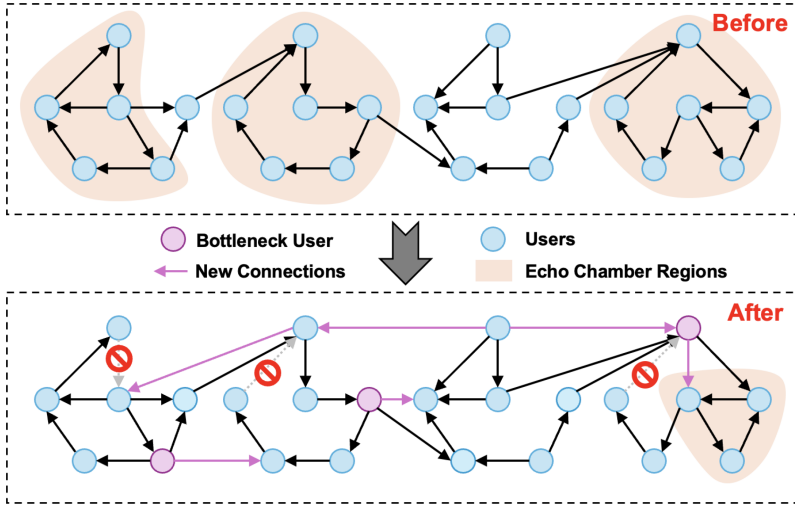 Before
Bottleneck User
Users
New Connections
Echo Chamber Regions
After